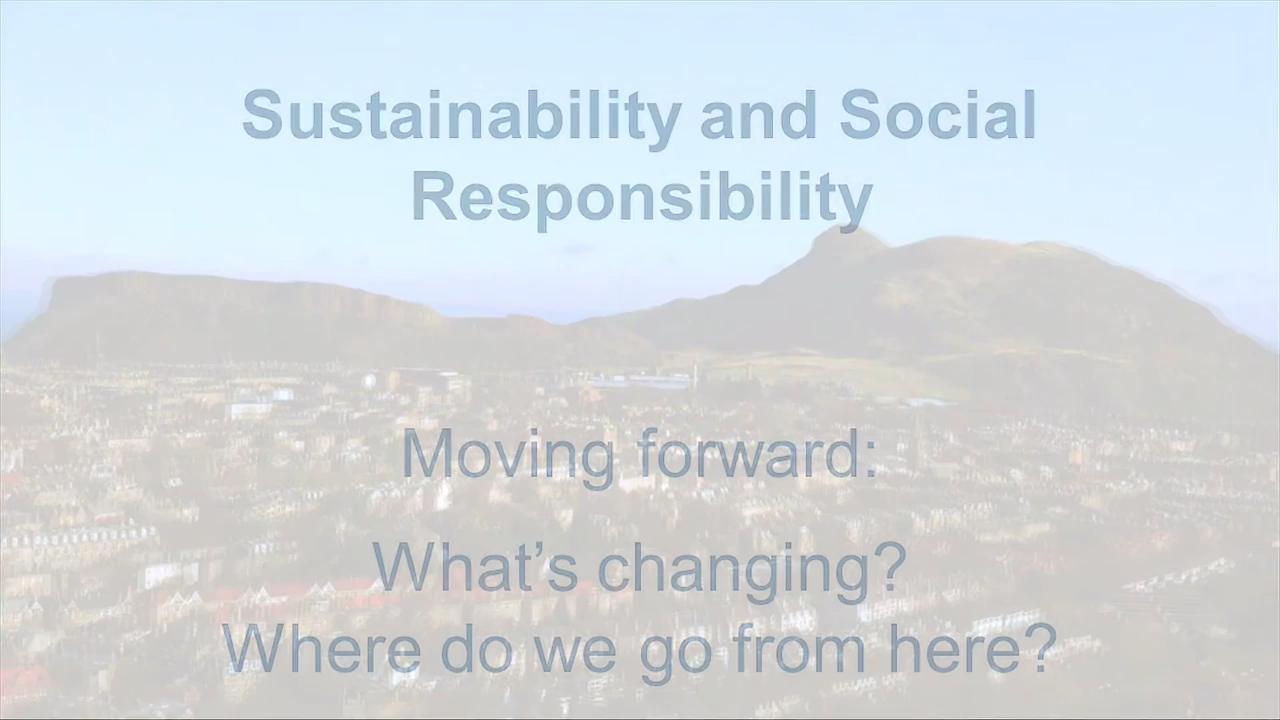 Sustainability and Social
Responsibility
Moving forward:
What’s changing?
Where do we go from here?